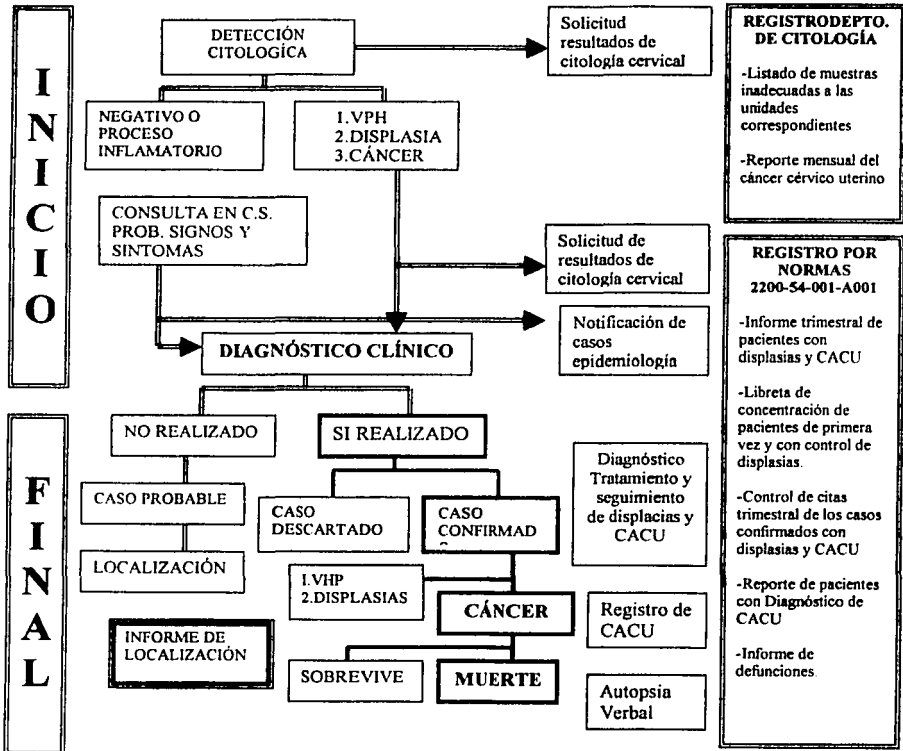 INICIO
DETECCIÓN
CITOLOGÍCA
Solicitud
resultados de
citología cervical
NEGATIVO O
PROCESO
INFLAMATORIO
1.VPH
2.DISPLASIA
3.CÁNCER
CONSULTA EN C.S.
PROB. SIGNOS Y
SINTOMAS
Solicitud de
resultados de
citología cervical
Notificación de
casos
epidemiología
DIAGNÓSTICO CLÍNICO
FINAL
NO REALIZADO
SI REALIZADO
CASO PROBABLE
CASO
DESCARTADO
CASO
CONFIRMAD
Diagnóstico
Tratamiento y
seguimiento
de displacias y
CACU
LOCALIZACIÓN
1.VHP
2.DISPLASIAS
CÁNCER
Registro de
CACU
INFORME DE
LOCALIZACIÓN
SOBREVIVE
MUERTE
Autopsia
Verbal
REGISTRODEPTO.
DE CITOLOGÍA
-Listado de muestras
inadecuadas a las
unidades
correspondientes
-Reporte mensual del
cáncer cérvico uterino
REGISTRO POR
NORMAS
2200-54-001-A001
-Informe trimestral de
pacientes con
displasias y CACU
-Libreta de
concentración de
pacientes de primera
vez y con control de
displasias.
-Control de citas
trimestral de los casos
confirmados con
displasias y CACU
-Reporte de pacientes
con Diagnóstico de
CACU
-Informe de
defunciones.